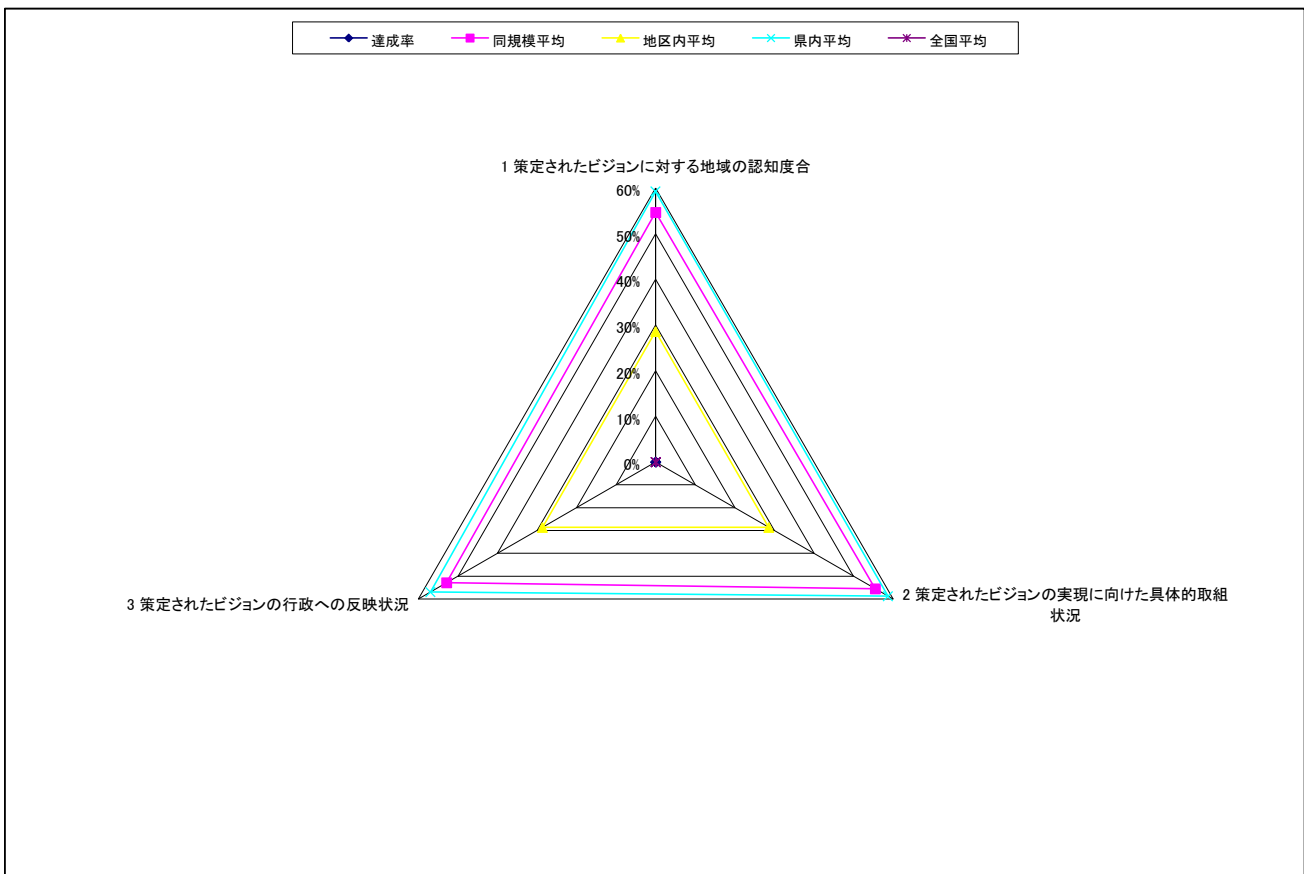 達成率 同規模平均 地区内平均 県内平均 全国平均
1 策定されたビジョンに対する地域の認知度合
60%
50%
40%
30%
20%
10%
0%
3 策定されたビジョンの行政への反映状況
2 策定されたビジョンの実現に向けた具体的取組
状況